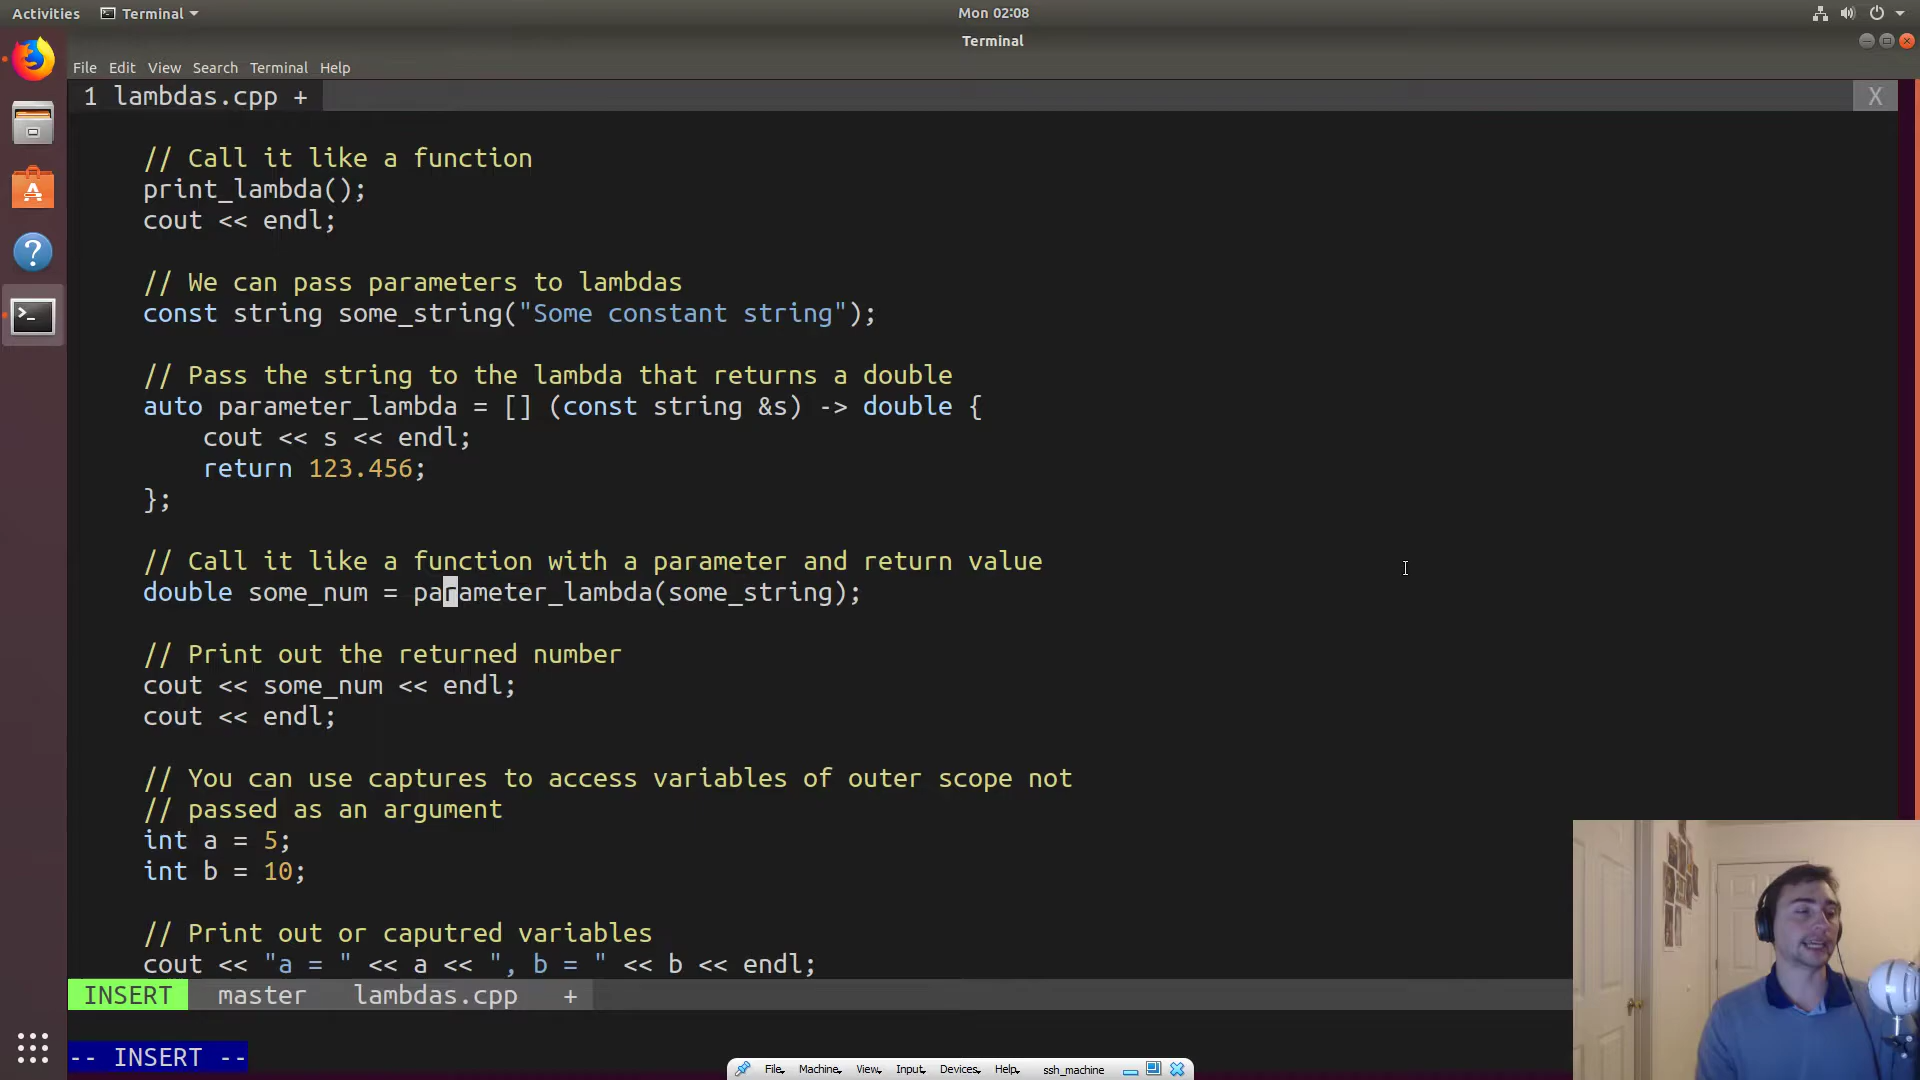 Activities Terminal Mon 02:08
Terminal
File Edit View Search Terminal Help
1 lambdas.cpp + X
// Call it like a function
print_lambda();
cout << endl;
// We can pass parameters to lambdas
const string some_string("Some constant string");
// Pass the string to the lambda that returns a double
auto parameter_lambda = [] (const string &s) -> double {
cout << s << endl;
return 123.456;
};
// Call it like a function with a parameter and return value
double some_num = parameter_lambda(some_string);
// Print out the returned number
cout << some_num << endl;
cout << endl;
// You can use captures to access variables of outer scope not
// passed as an argument
int a = 5;
int b = 10;
// Print out or caputred variables
cout << "a = " << a << ", b = " << b << endl;
INSERT master lambdas.cpp +
-- INSERT --
File Machine View Input Devices Help ssh_machine